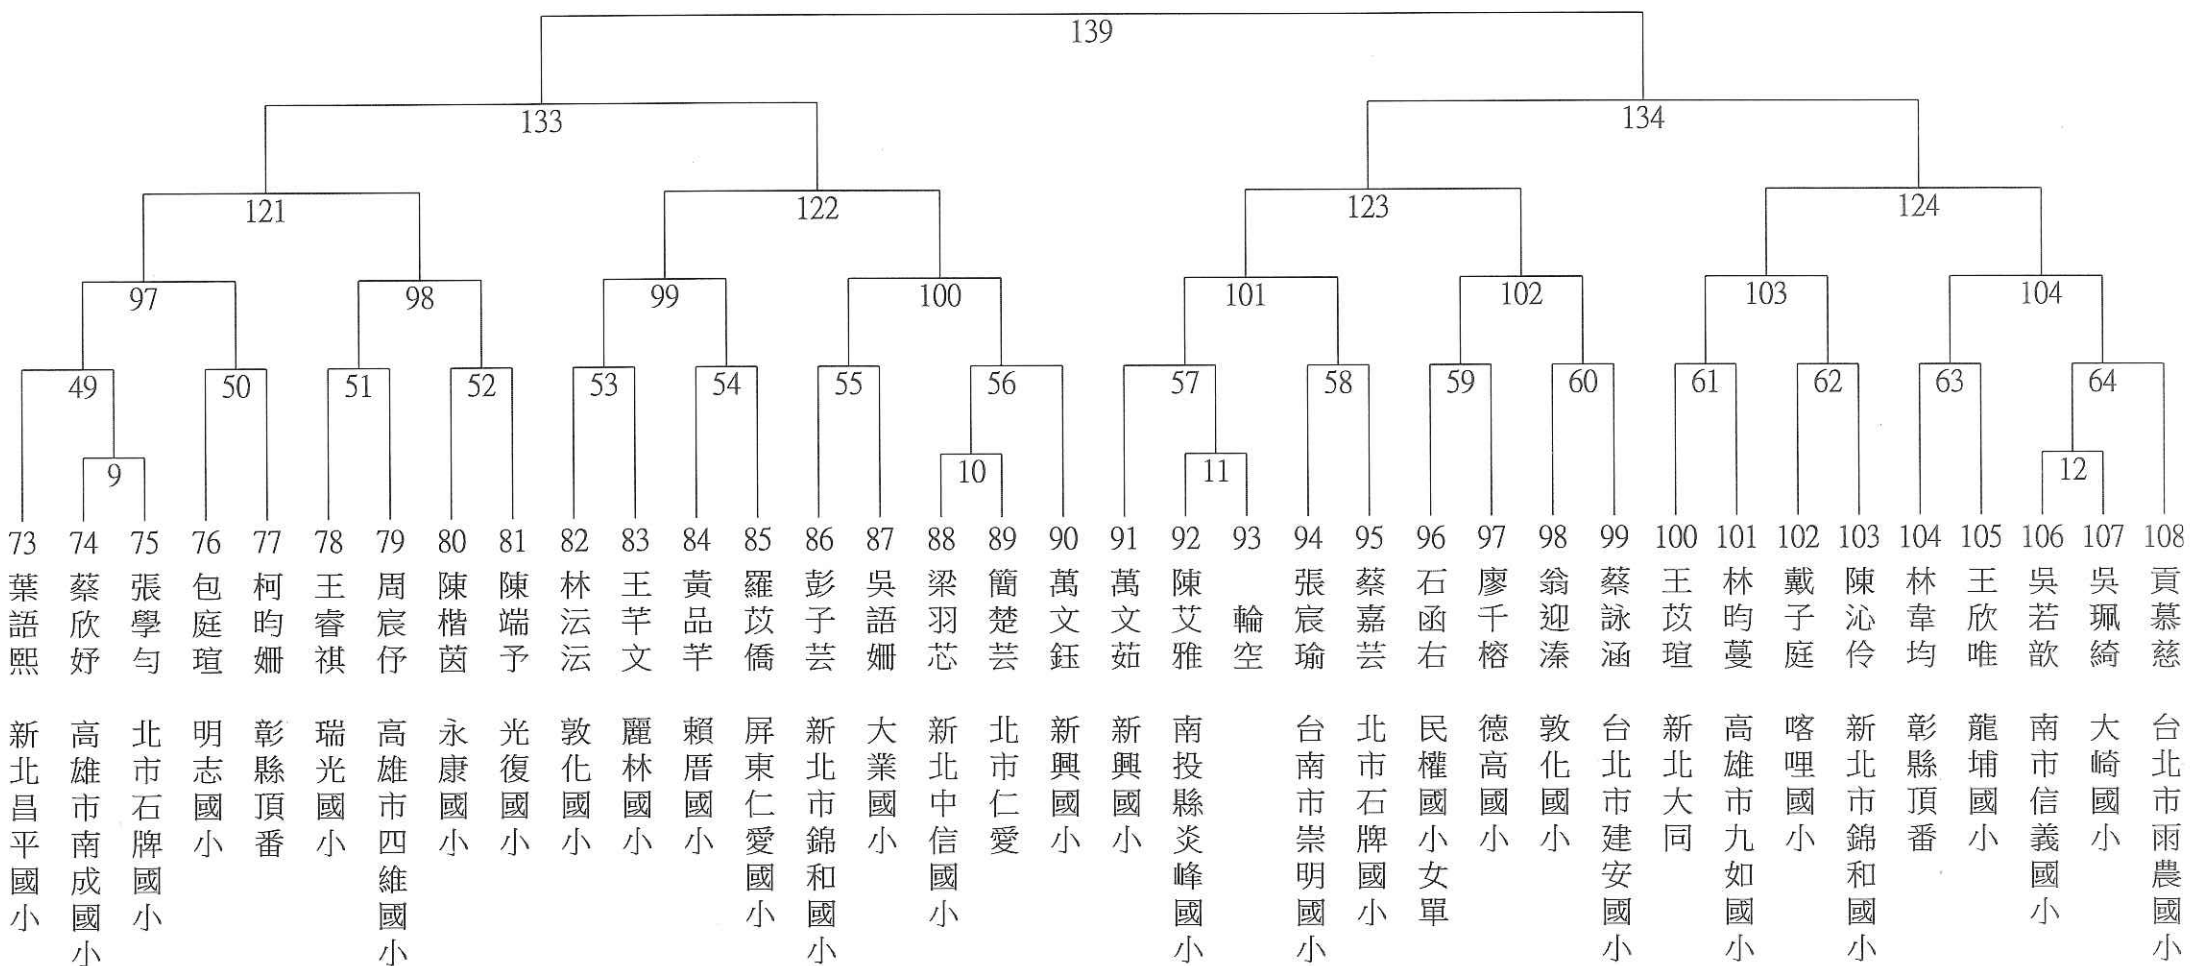 139
133 134
121 122 123 124
97 98 99 100 101 102 103 104
49 50 51 52 53 54 55 56 57 58 59 60 61 62 63 64
9 10 11 12
73 葉語熙 新北昌平國小
74 蔡欣妤 高雄市南成國小
75 張學勻 北市石牌國小
76 包庭瑄 明志國小
77 柯昀姍 彰縣頂番
78 王睿祺 瑞光國小
79 周宸伃 高雄市四維國小
80 陳楷茵 永康國小
81 陳端予 光復國小
82 林沄沄 敦化國小
83 王芊文 麗林國小
84 黃品芊 賴厝國小
85 羅苡僑 屏東仁愛國小
86 彭子芸 新北市錦和國小
87 吳語姍 大業國小
88 梁羽芯 新北中信國小
89 簡楚芸 北市仁愛
90 萬文鈺 新興國小
91 萬文茹 新興國小
92 陳艾雅 南投縣炎峰國小
93 輪空
94 張宸瑜 台南市崇明國小
95 蔡嘉芸 北市石牌國小
96 石函右 民權國小女單
97 廖千榕 德高國小
98 翁迎溱 敦化國小
99 蔡詠涵 台北市建安國小
100 王苡瑄 新北大同
101 林昀蔓 高雄市九如國小
102 戴子庭 喀哩國小
103 陳沁伶 新北市錦和國小
104 林韋均 彰縣頂番
105 王欣唯 龍埔國小
106 吳若歆 南市信義國小
107 吳珮綺 大崎國小
108 貢慕慈 台北市雨農國小